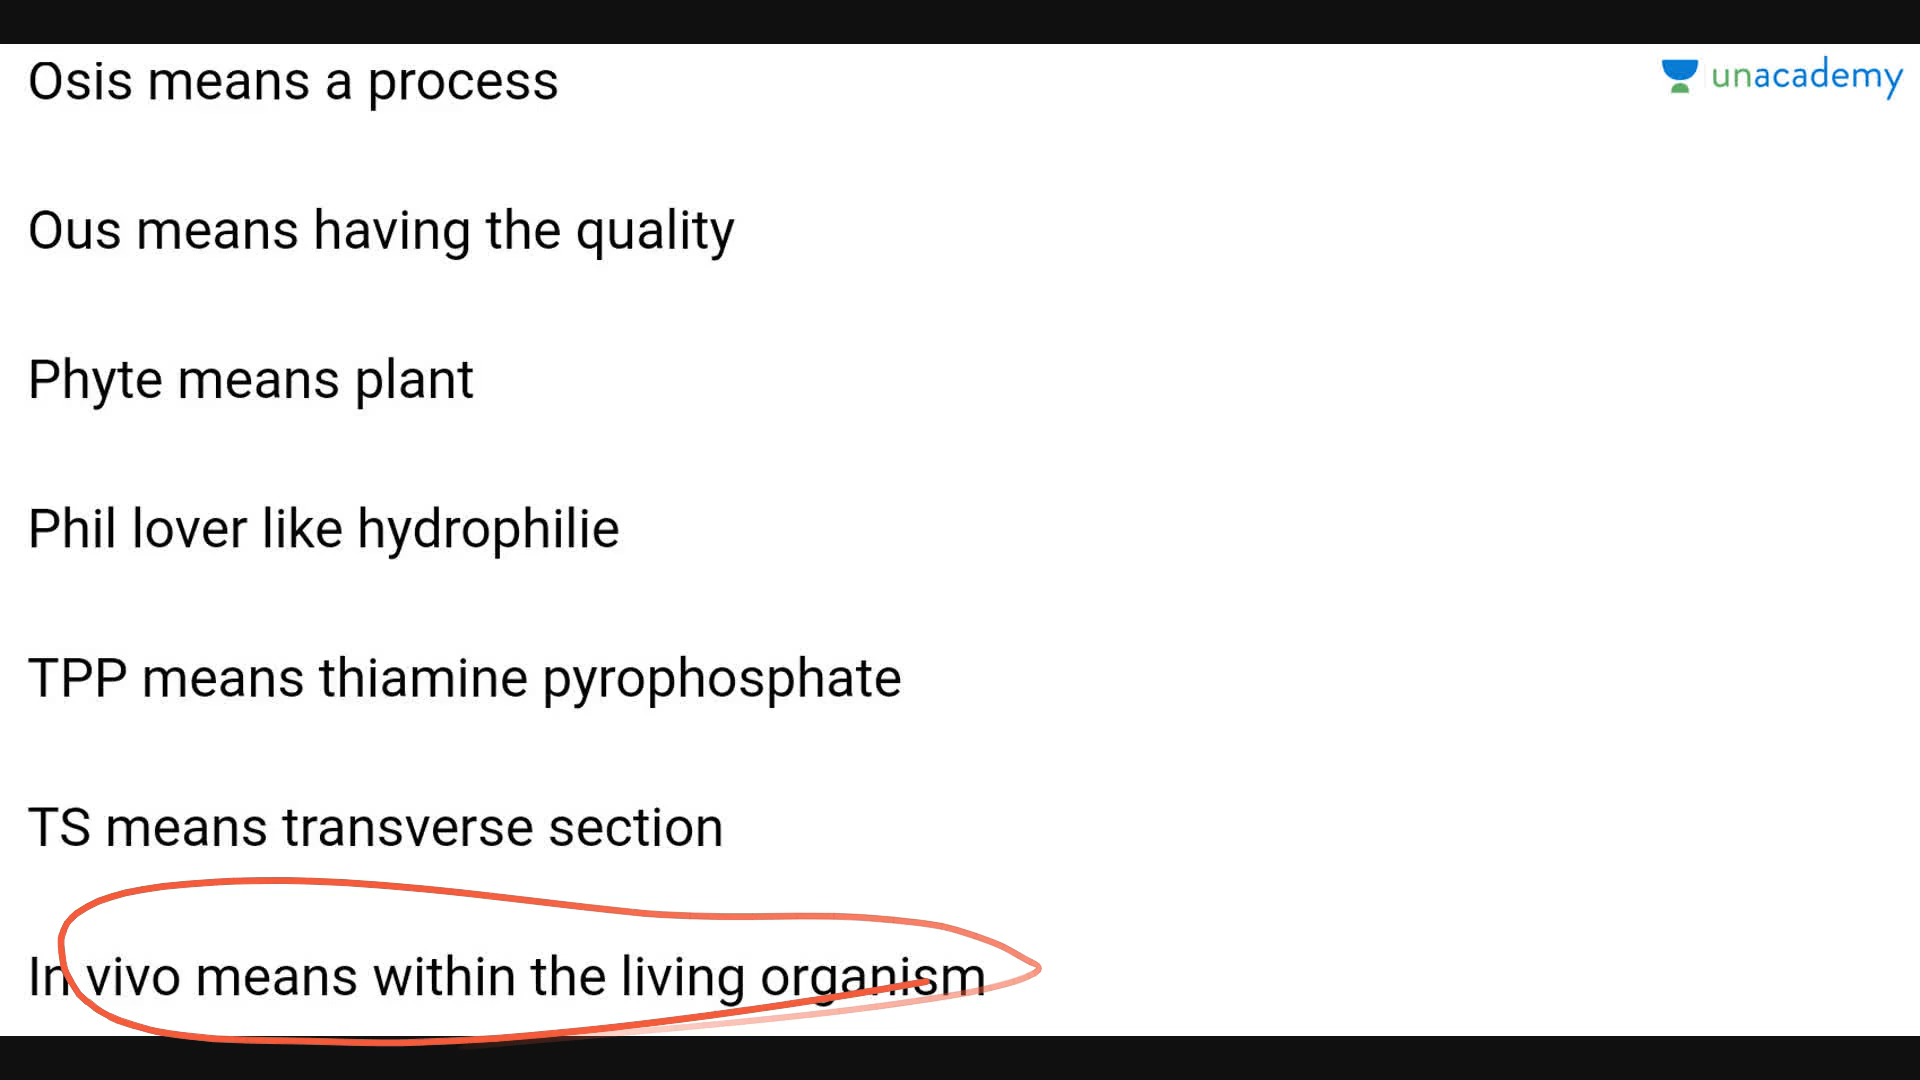 Osis means a process
unacademy
Ous means having the quality
Phyte means plant
Phil lover like hydrophilie
TPP means thiamine pyrophosphate
TS means transverse section
In vivo means within the living organism